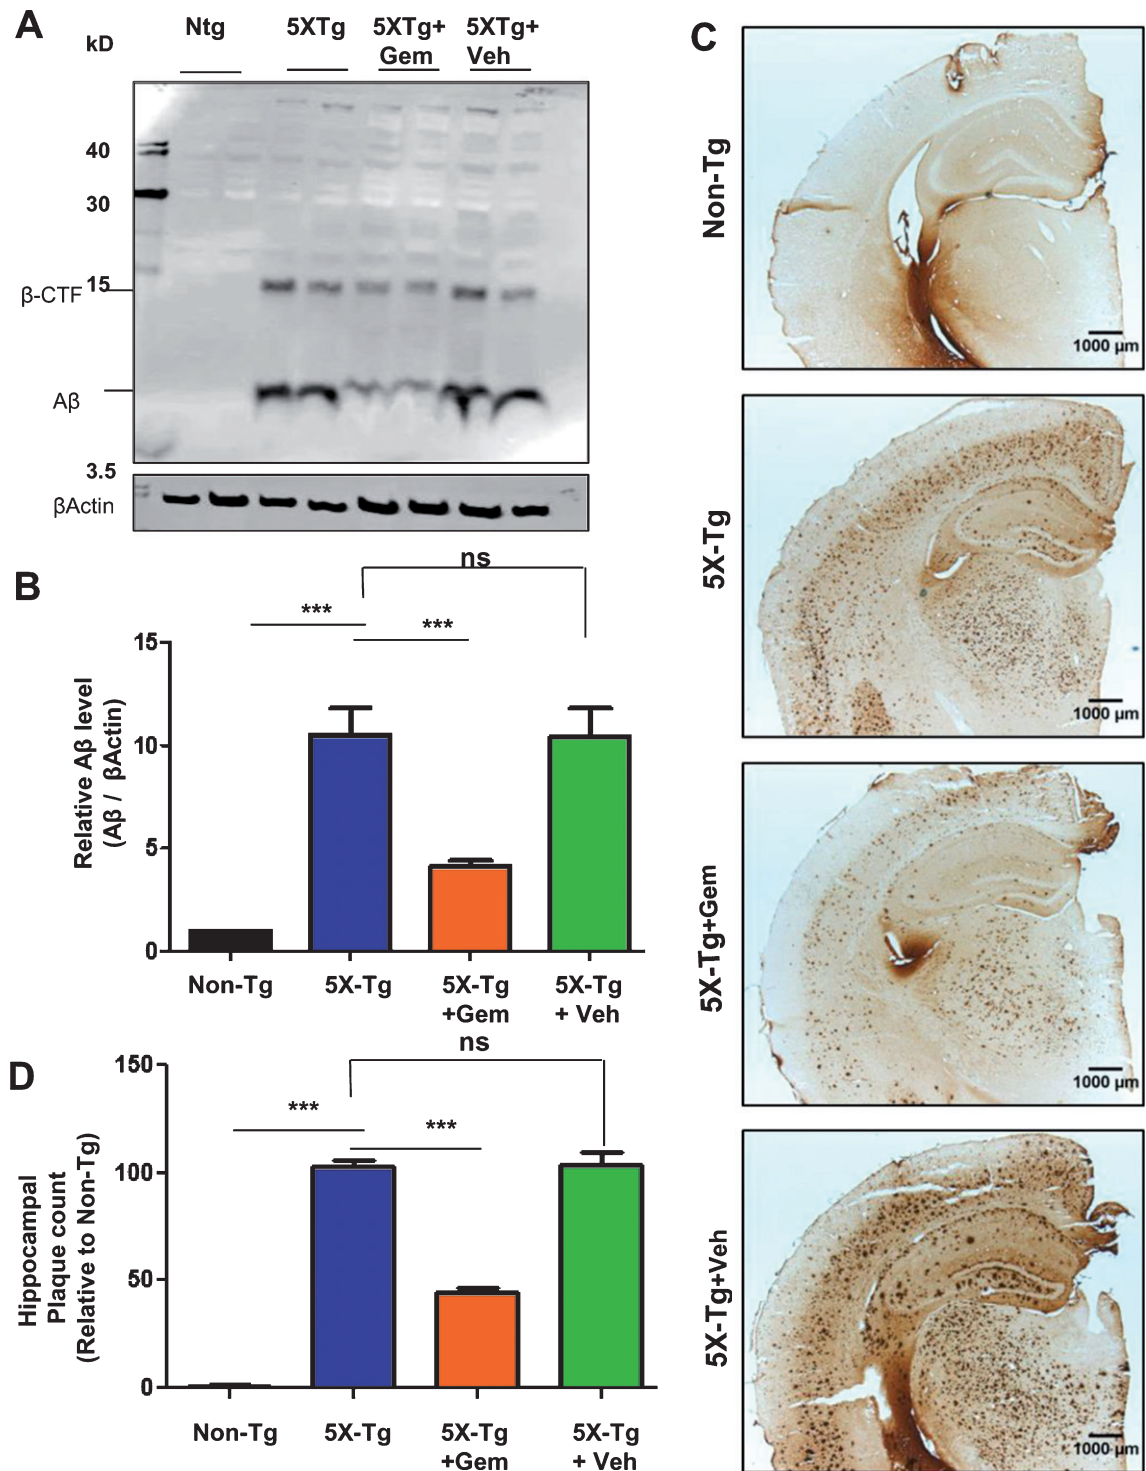 A
kD
Ntg
5XTg
5XTg+
Gem
5XTg+
Veh
40
30
15
β-CTF
Aβ
3.5
βActin
B
ns
***
***
15
10
5
0
Relative Aβ level
(Aβ / βActin)
Non-Tg
5X-Tg
5X-Tg
+Gem
5X-Tg
+ Veh
D
ns
***
***
150
100
50
0
Hippocampal
Plaque count
(Relative to Non-Tg)
Non-Tg
5X-Tg
5X-Tg
+Gem
5X-Tg
+ Veh
C
Non-Tg
1000 µm
5X-Tg
1000 µm
5X-Tg+Gem
1000 µm
5X-Tg+Veh
1000 µm